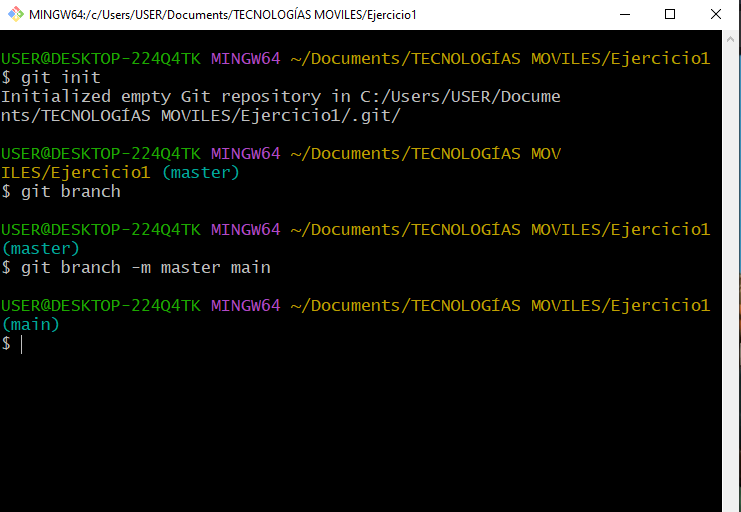 MINGW64:/c/Users/USER/Documents/TECNOLOGÍAS MOVILES/Ejercicio1
USER@DESKTOP-224Q4TK MINGW64 ~/Documents/TECNOLOGÍAS MOVILES/Ejercicio1
$ git init
Initialized empty Git repository in C:/Users/USER/Docume
nts/TECNOLOGÍAS MOVILES/Ejercicio1/.git/
USER@DESKTOP-224Q4TK MINGW64 ~/Documents/TECNOLOGÍAS MOV
ILES/Ejercicio1 (master)
$ git branch
USER@DESKTOP-224Q4TK MINGW64 ~/Documents/TECNOLOGÍAS MOVILES/Ejercicio1
(master)
$ git branch -m master main
USER@DESKTOP-224Q4TK MINGW64 ~/Documents/TECNOLOGÍAS MOVILES/Ejercicio1
(main)
$